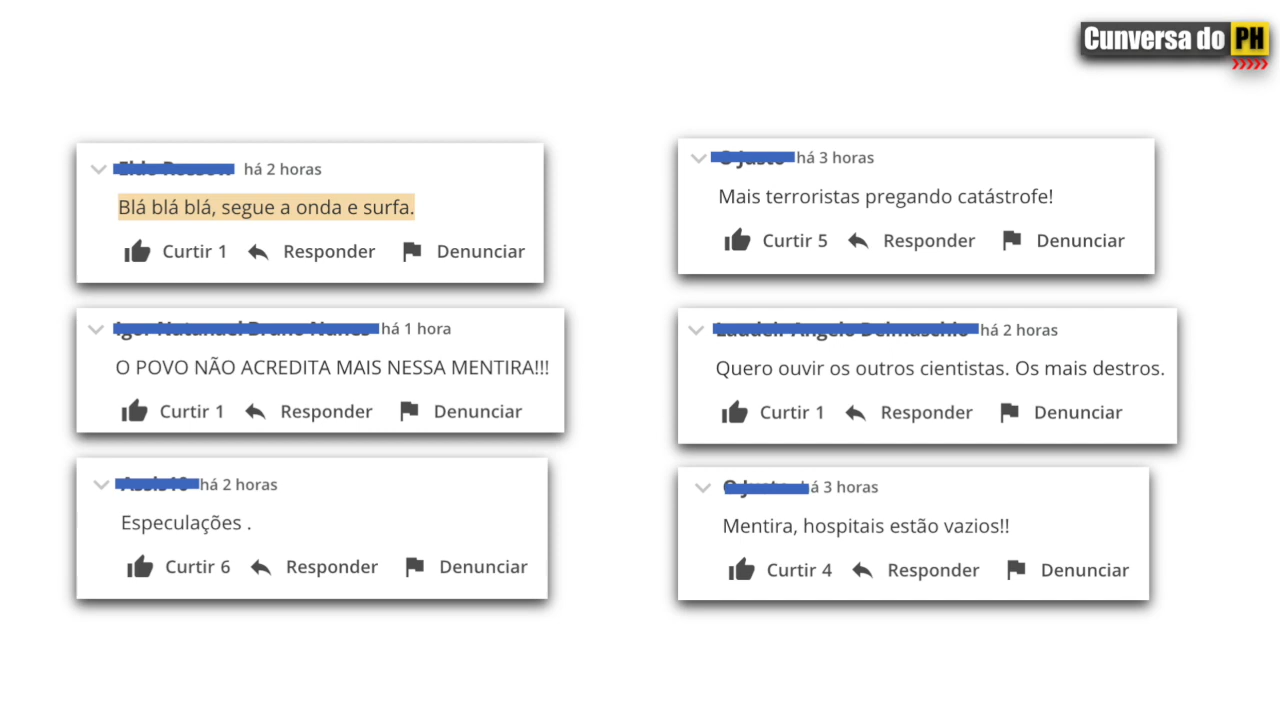 Cunversa do PH
há 2 horas
Blá blá blá, segue a onda e surfa.
Curtir 1 Responder Denunciar
há 1 hora
O POVO NÃO ACREDITA MAIS NESSA MENTIRA!!!
Curtir 1 Responder Denunciar
há 2 horas
Especulações .
Curtir 6 Responder Denunciar
há 3 horas
Mais terroristas pregando catástrofe!
Curtir 5 Responder Denunciar
há 2 horas
Quero ouvir os outros cientistas. Os mais destros.
Curtir 1 Responder Denunciar
há 3 horas
Mentira, hospitais estão vazios!!
Curtir 4 Responder Denunciar